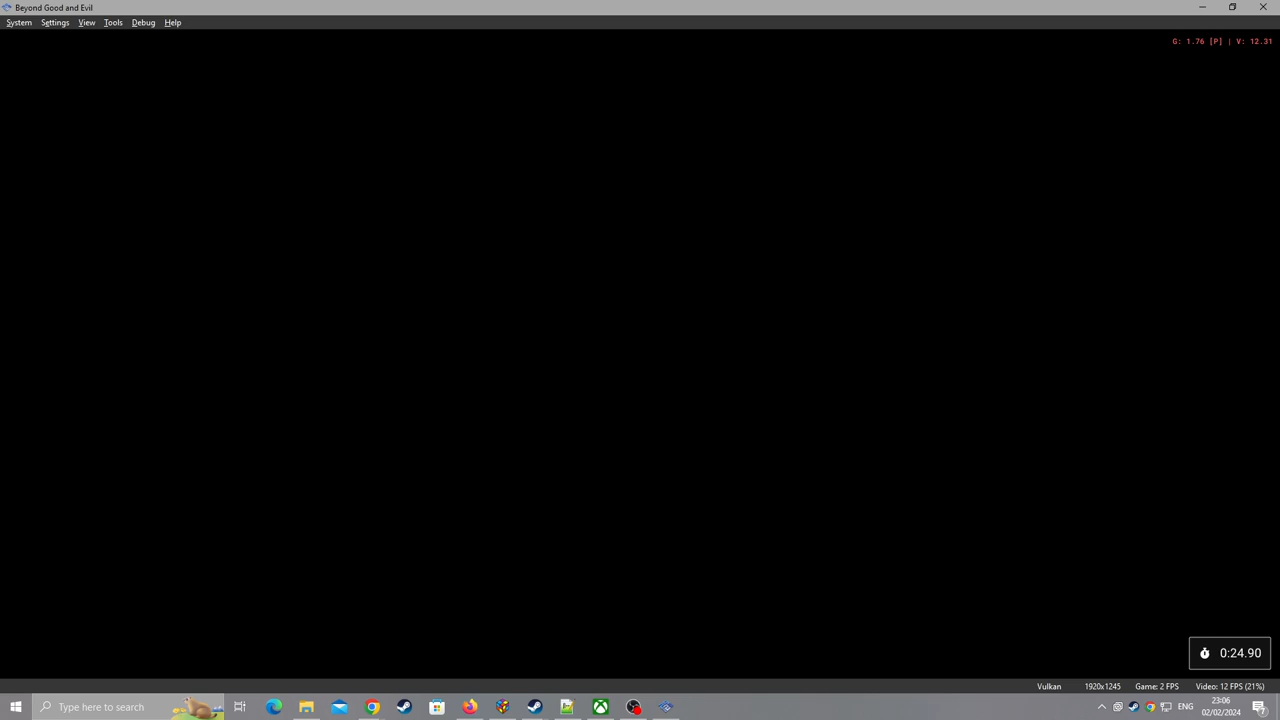 Beyond Good and Evil
System Settings View Tools Debug Help
G: 1.76 [P] | V: 12.31
0:24.90
Vulkan 1920x1245 Game: 2 FPS Video: 12 FPS (21%)
Type here to search
ENG
23:06
02/02/2024